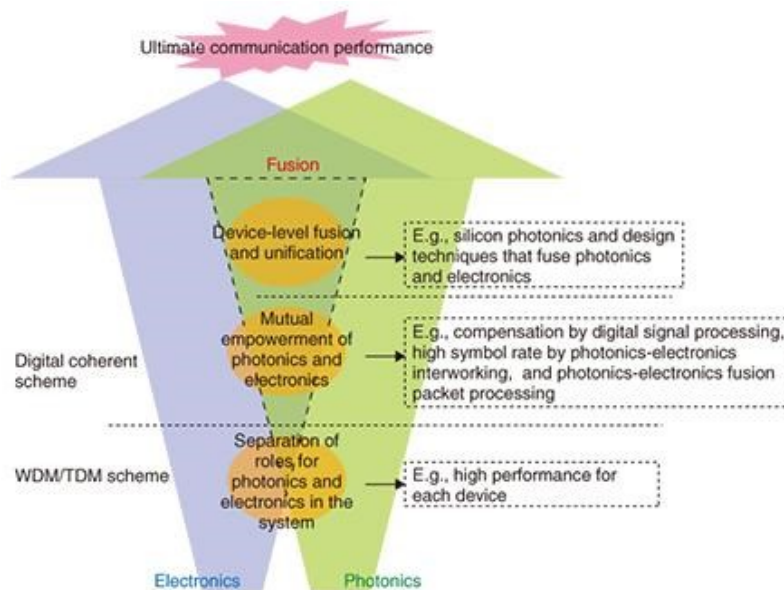 Ultimate communication performance
Fusion
Device-level fusion
and unification
E.g., silicon photonics and design
techniques that fuse photonics
and electronics
Mutual
empowerment of
photonics and
electronics
E.g., compensation by digital signal processing,
high symbol rate by photonics-electronics
interworking, and photonics-electronics fusion
packet processing
Digital coherent
scheme
WDM/TDM scheme
Separation of
roles for
photonics and
electronics in the
system
E.g., high performance for
each device
Electronics
Photonics